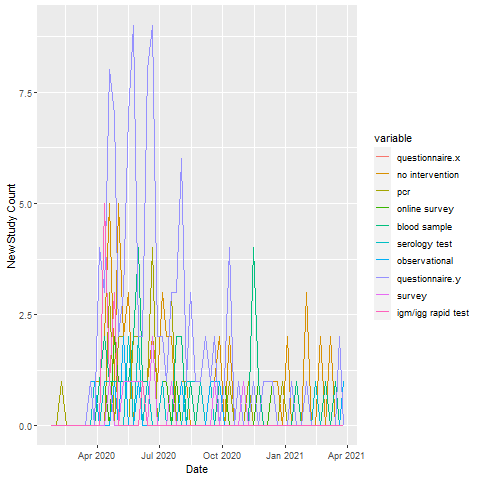 New Study Count
7.5
5.0
2.5
0.0
Apr 2020
Jul 2020
Oct 2020
Jan 2021
Apr 2021
Date
variable
questionnaire.x
no intervention
pcr
online survey
blood sample
serology test
observational
questionnaire.y
survey
igm/igg rapid test